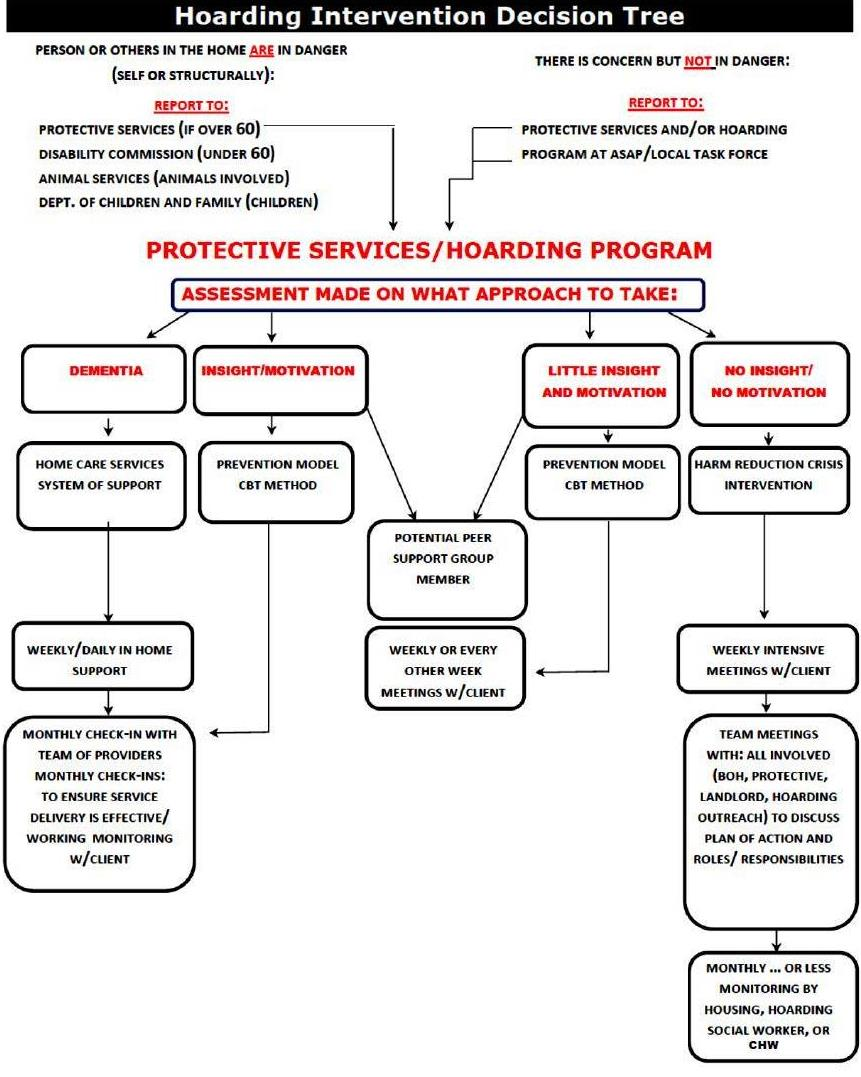 Hoarding Intervention Decision Tree
PERSON OR OTHERS IN THE HOME ARE IN DANGER
(SELF OR STRUCTURALLY):
REPORT TO:
PROTECTIVE SERVICES (IF OVER 60)
DISABILITY COMMISSION (UNDER 60)
ANIMAL SERVICES (ANIMALS INVOLVED)
DEPT. OF CHILDREN AND FAMILY (CHILDREN)
THERE IS CONCERN BUT NOT IN DANGER:
REPORT TO:
PROTECTIVE SERVICES AND/OR HOARDING
PROGRAM AT ASAP/LOCAL TASK FORCE
PROTECTIVE SERVICES/HOARDING PROGRAM
ASSESSMENT MADE ON WHAT APPROACH TO TAKE:
DEMENTIA
INSIGHT/MOTIVATION
LITTLE INSIGHT
AND MOTIVATION
NO INSIGHT/
NO MOTIVATION
HOME CARE SERVICES
SYSTEM OF SUPPORT
PREVENTION MODEL
CBT METHOD
PREVENTION MODEL
CBT METHOD
HARM REDUCTION CRISIS
INTERVENTION
POTENTIAL PEER
SUPPORT GROUP
MEMBER
WEEKLY/DAILY IN HOME
SUPPORT
WEEKLY OR EVERY
OTHER WEEK
MEETINGS W/CLIENT
WEEKLY INTENSIVE
MEETINGS W/CLIENT
MONTHLY CHECK-IN WITH
TEAM OF PROVIDERS
MONTHLY CHECK-INS:
TO ENSURE SERVICE
DELIVERY IS EFFECTIVE/
WORKING MONITORING
W/CLIENT
TEAM MEETINGS
WITH: ALL INVOLVED
(BOH, PROTECTIVE,
LANDLORD, HOARDING
OUTREACH) TO DISCUSS
PLAN OF ACTION AND
ROLES/ RESPONSIBILITIES
MONTHLY ... OR LESS
MONITORING BY
HOUSING, HOARDING
SOCIAL WORKER, OR
CHW